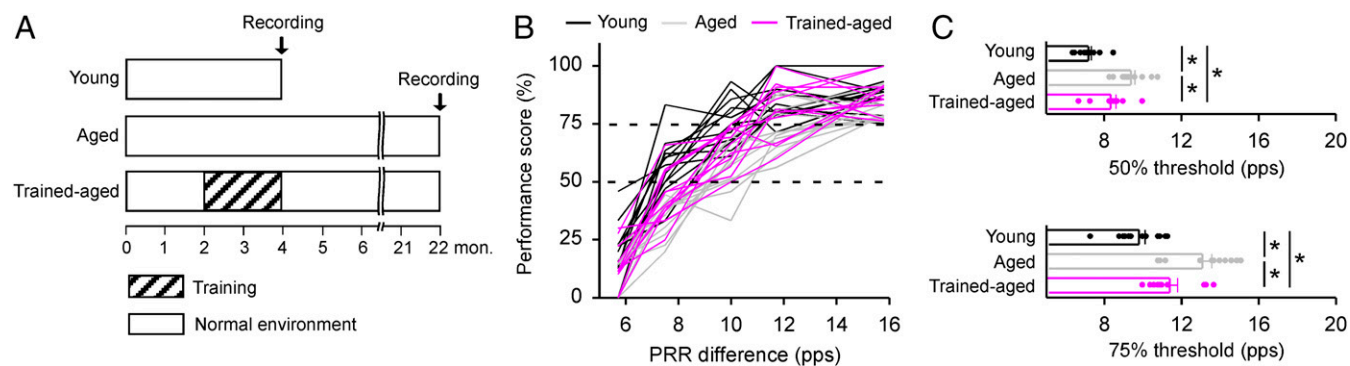 A
Recording
Recording
Young
Aged
Trained-aged
0 1 2 3 4 5 6 21 22 mon.
Training
Normal environment
B
Young Aged Trained-aged
Performance score (%)
100
75
50
25
0
6 8 10 12 14 16
PRR difference (pps)
C
Young
Aged
Trained-aged
* * *
8 12 16 20
50% threshold (pps)
Young
Aged
Trained-aged
* * *
8 12 16 20
75% threshold (pps)